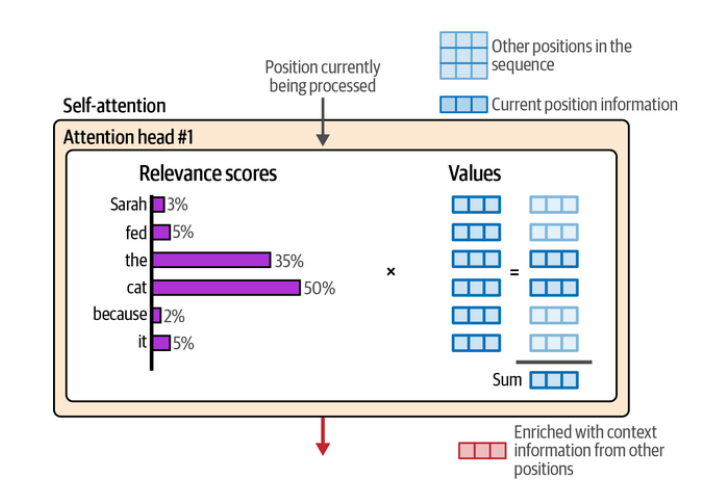 Other positions in the
sequence
Position currently
being processed
Current position information
Self-attention
Attention head #1
Relevance scores
Values
Sarah 3%
fed 5%
the 35%
cat 50%
×
=
because 2%
it 5%
Sum
Enriched with context
information from other
positions